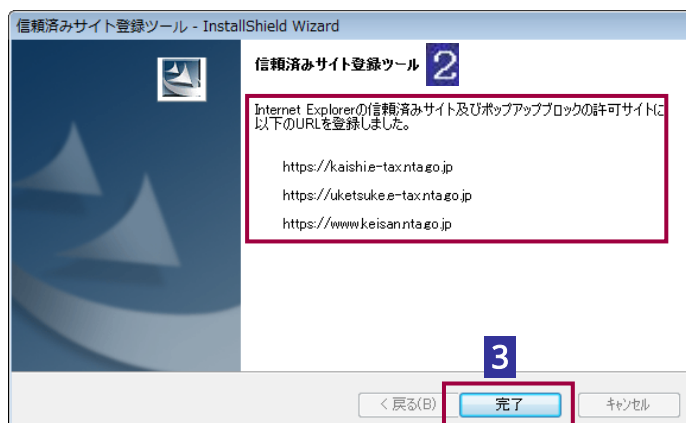 信頼済みサイト登録ツール - InstallShield Wizard
信頼済みサイト登録ツール 2
Internet Explorerの信頼済みサイト及びポップアップブロックの許可サイトに
以下のURLを登録しました。
https://kaishi.e-tax.nta.go.jp
https://uketsuke.e-tax.nta.go.jp
https://www.keisan.nta.go.jp
3
< 戻る(B)
完了
キャンセル